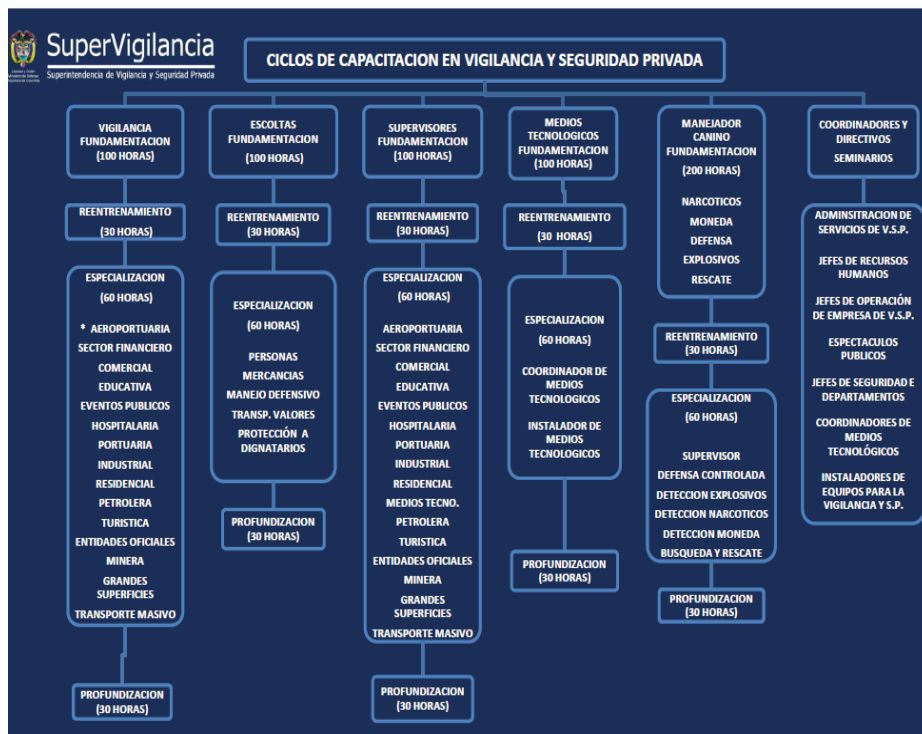 SuperVigilancia
Superintendencia de Vigilancia y Seguridad Privada
CICLOS DE CAPACITACION EN VIGILANCIA Y SEGURIDAD PRIVADA
VIGILANCIA
FUNDAMENTACION
(100 HORAS)
REENTRENAMIENTO
(30 HORAS)
ESPECIALIZACION
(60 HORAS)
* AEROPORTUARIA
SECTOR FINANCIERO
COMERCIAL
EDUCATIVA
EVENTOS PUBLICOS
HOSPITALARIA
PORTUARIA
INDUSTRIAL
RESIDENCIAL
PETROLERA
TURISTICA
ENTIDADES OFICIALES
MINERA
GRANDES
SUPERFICIES
TRANSPORTE MASIVO
PROFUNDIZACION
(30 HORAS)
ESCOLTAS
FUNDAMENTACION
(100 HORAS)
REENTRENAMIENTO
(30 HORAS)
ESPECIALIZACION
(60 HORAS)
PERSONAS
MERCANCIAS
MANEJO DEFENSIVO
TRANSP. VALORES
PROTECCIÓN A
DIGNATARIOS
PROFUNDIZACION
(30 HORAS)
SUPERVISORES
FUNDAMENTACION
(100 HORAS)
REENTRENAMIENTO
(30 HORAS)
ESPECIALIZACION
(60 HORAS)
AEROPORTUARIA
SECTOR FINANCIERO
COMERCIAL
EDUCATIVA
EVENTOS PUBLICOS
HOSPITALARIA
PORTUARIA
INDUSTRIAL
RESIDENCIAL
MEDIOS TECNO.
PETROLERA
TURISTICA
ENTIDADES OFICIALES
MINERA
GRANDES
SUPERFICIES
TRANSPORTE MASIVO
PROFUNDIZACION
(30 HORAS)
MEDIOS
TECNOLOGICOS
FUNDAMENTACION
(100 HORAS)
REENTRENAMIENTO
(30 HORAS)
ESPECIALIZACION
(60 HORAS)
COORDINADOR DE
MEDIOS
TECNOLOGICOS
INSTALADOR DE
MEDIOS
TECNOLOGICOS
PROFUNDIZACION
(30 HORAS)
MANEJADOR
CANINO
FUNDAMENTACION
(200 HORAS)
NARCOTICOS
MONEDA
DEFENSA
EXPLOSIVOS
RESCATE
REENTRENAMIENTO
(30 HORAS)
ESPECIALIZACION
(60 HORAS)
SUPERVISOR
DEFENSA CONTROLADA
DETECCION EXPLOSIVOS
DETECCION NARCOTICOS
DETECCION MONEDA
BUSQUEDA Y RESCATE
PROFUNDIZACION
(30 HORAS)
COORDINADORES Y
DIRECTIVOS
SEMINARIOS
ADMINSITRACION DE
SERVICIOS DE V.S.P.
JEFES DE RECURSOS
HUMANOS
JEFES DE OPERACIÓN
DE EMPRESA DE V.S.P.
ESPECTACULOS
PUBLICOS
JEFES DE SEGURIDAD E
DEPARTAMENTOS
COORDINADORES DE
MEDIOS
TECNOLÓGICOS
INSTALADORES DE
EQUIPOS PARA LA
VIGILANCIA Y S.P.